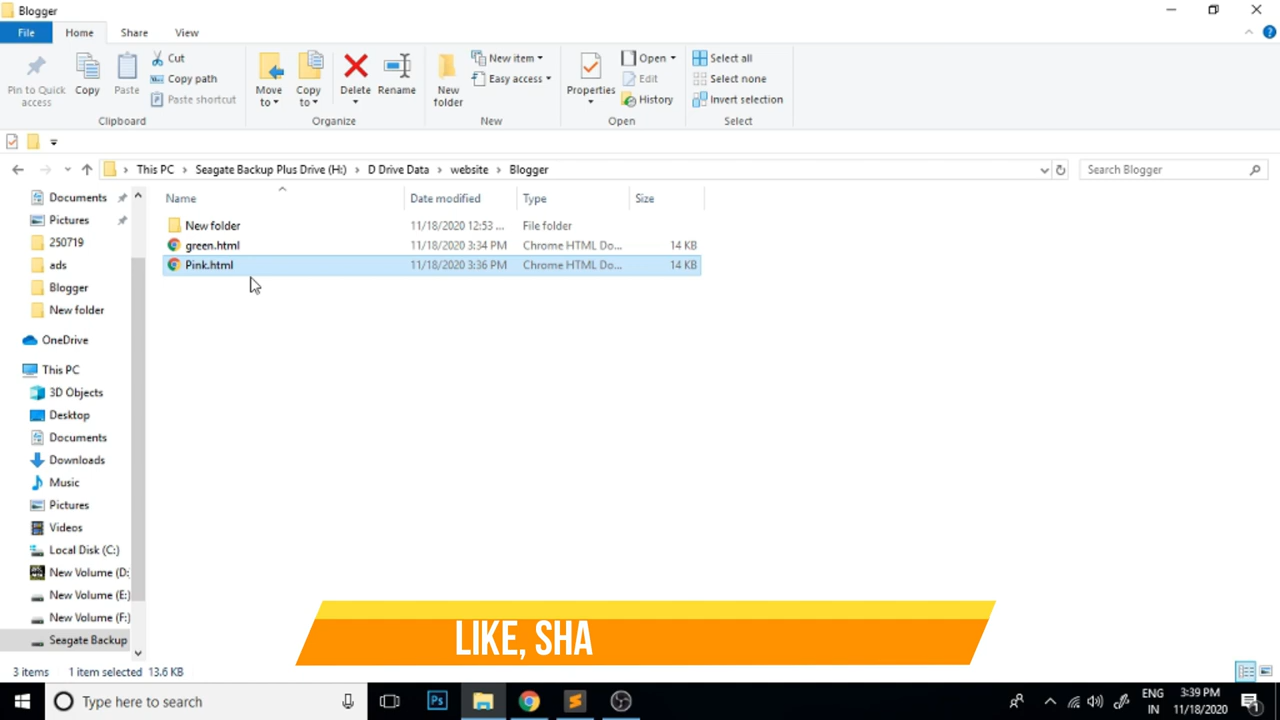 Blogger
File Home Share View
Pin to Quick access
Copy
Paste
Cut
Copy path
Paste shortcut
Clipboard
Move to
Copy to
Delete
Rename
Organize
New folder
New item
Easy access
New
Properties
Open
Edit
History
Open
Select all
Select none
Invert selection
Select
This PC > Seagate Backup Plus Drive (H:) > D Drive Data > website > Blogger
Search Blogger
Name Date modified Type Size
New folder 11/18/2020 12:53 ... File folder
green.html 11/18/2020 3:34 PM Chrome HTML Do... 14 KB
Pink.html 11/18/2020 3:36 PM Chrome HTML Do... 14 KB
Documents
Pictures
250719
ads
Blogger
New folder
OneDrive
This PC
3D Objects
Desktop
Documents
Downloads
Music
Pictures
Videos
Local Disk (C:)
New Volume (D:
New Volume (E:)
New Volume (F:)
Seagate Backup
LIKE, SHA
3 items 1 item selected 13.6 KB
Type here to search
Ps
ENG
IN
3:39 PM
11/18/2020
1